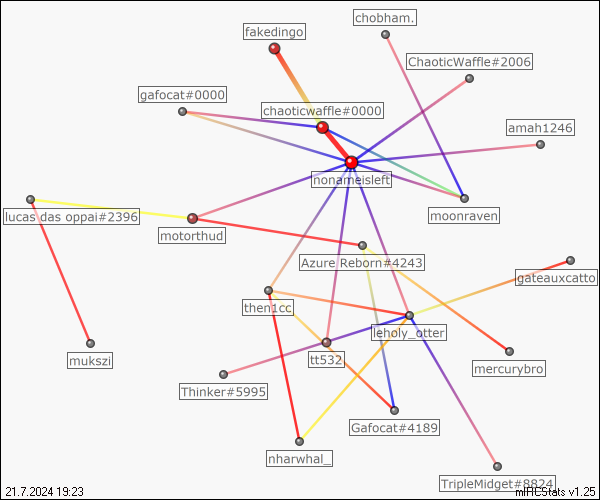 chobham.
fakedingo
ChaoticWaffle#2006
gafocat#0000
chaoticwaffle#0000
amah1246
nonameisleft
lucas das oppai#2396
moonraven
motorthud
Azure Reborn#4243
gateauxcatto
then1cc
leholy_otter
mukszi
tt532
mercurybro
Thinker#5995
Gafocat#4189
nharwhal_
TripleMidget#8824
21.7.2024 19:23
mIRCStats v1.25